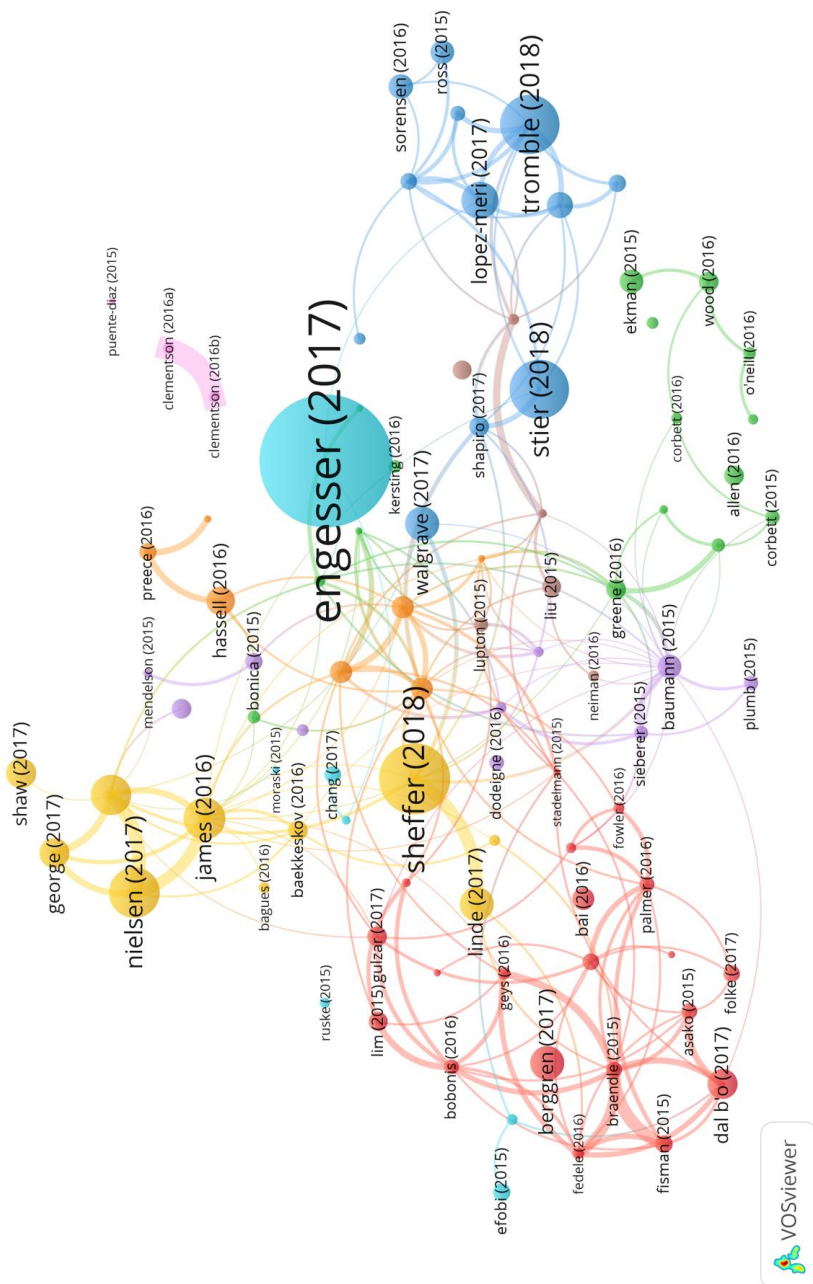 shaw (2017)
george (2017)
puente-diaz (2015)
nielsen (2017)
preece (2016)
mendelson (2015)
clementson (2016a)
james (2016)
clementson (2016b)
hassell (2016)
bonica (2015)
bagues (2016)
moraski (2015)
baekkeskov (2016)
ruske (2015)
engesser (2017)
chang (2017)
lim (2015)
gulzar (2017)
kersting (2016)
sorensen (2016)
sheffer (2018)
walgrave (2017)
ross (2015)
bobonis (2016)
linde (2017)
shapiro (2017)
lopez-meri (2017)
lupton (2015)
dodeigne (2016)
efobi (2015)
geys (2016)
tromble (2018)
stier (2018)
berggren (2017)
liu (2015)
stadelmann (2015)
fedele (2016)
bai (2016)
neiman (2016)
braendle (2015)
greene (2016)
fowler (2016)
ekman (2015)
sieberer (2015)
palmer (2016)
fisman (2015)
baumann (2015)
corbett (2016)
asako (2015)
wood (2016)
dal b'o (2017)
folke (2017)
allen (2016)
o'neill (2016)
plumb (2015)
corbett (2015)
VOSviewer